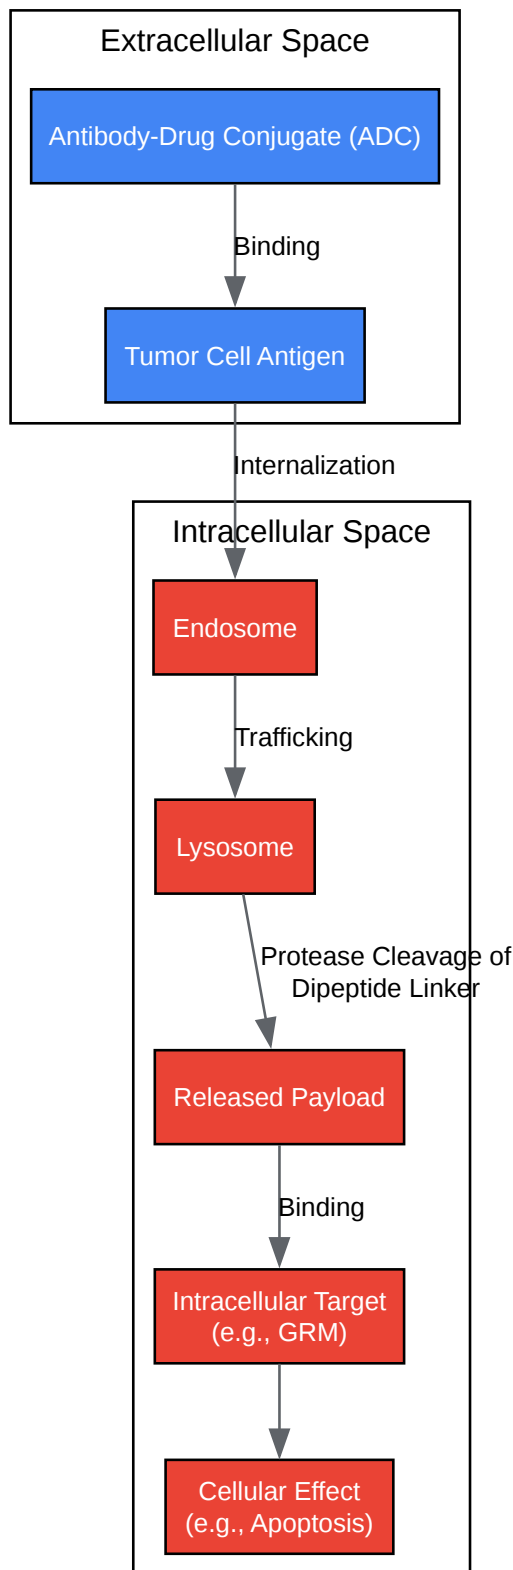 Extracellular Space
Antibody-Drug Conjugate (ADC)
Binding
Tumor Cell Antigen
Internalization
Intracellular Space
Endosome
Trafficking
Lysosome
Protease Cleavage of
Dipeptide Linker
Released Payload
Binding
Intracellular Target
(e.g., GRM)
Cellular Effect
(e.g., Apoptosis)